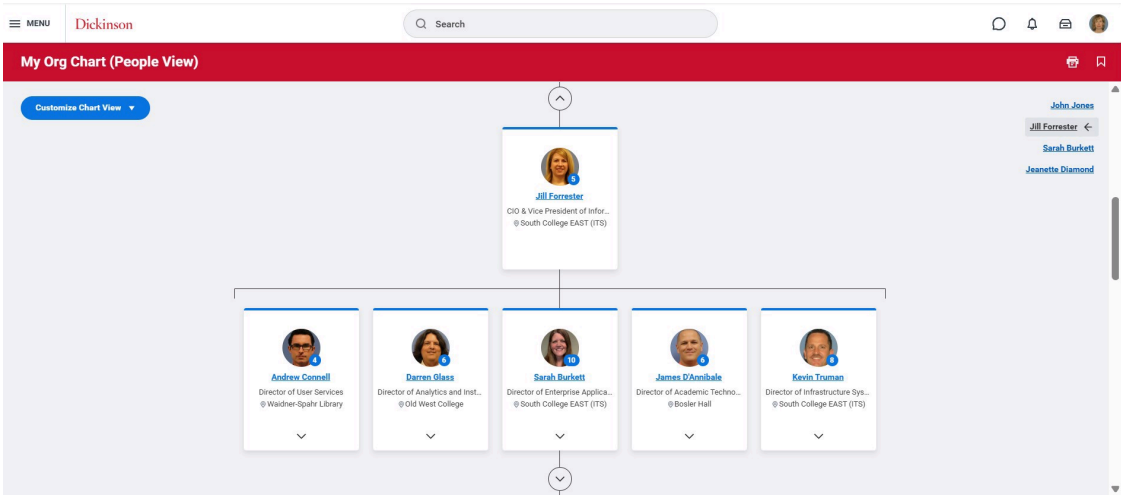 MENU
Dickinson
Search
My Org Chart (People View)
Customize Chart View
John Jones
Jill Forrester
Sarah Burkett
Jeanette Diamond
5
Jill Forrester
CIO & Vice President of Infor...
South College EAST (ITS)
4
Andrew Connell
Director of User Services
Waidner-Spahr Library
6
Darren Glass
Director of Analytics and Inst...
Old West College
10
Sarah Burkett
Director of Enterprise Applica...
South College EAST (ITS)
6
James D'Annibale
Director of Academic Techno...
Bosler Hall
8
Kevin Truman
Director of Infrastructure Sys...
South College EAST (ITS)